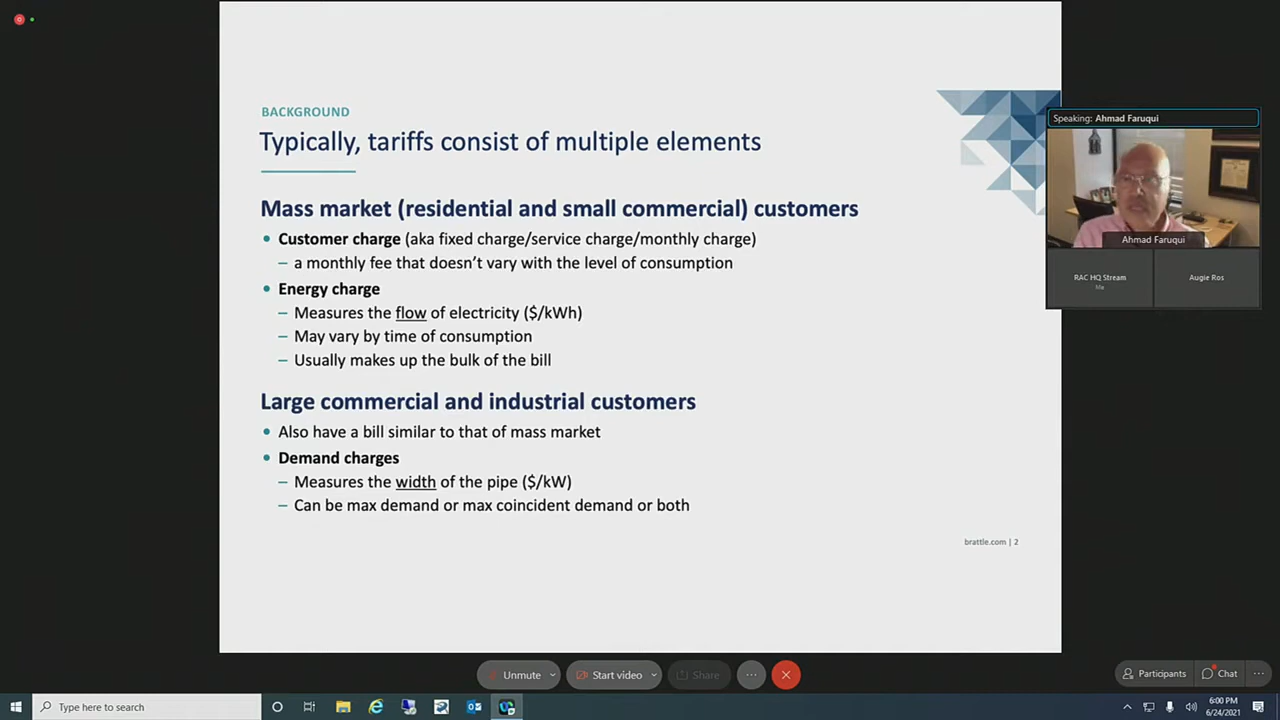 BACKGROUND
Typically, tariffs consist of multiple elements
Mass market (residential and small commercial) customers
• Customer charge (aka fixed charge/service charge/monthly charge)
– a monthly fee that doesn't vary with the level of consumption
• Energy charge
– Measures the flow of electricity ($/kWh)
– May vary by time of consumption
– Usually makes up the bulk of the bill
Large commercial and industrial customers
• Also have a bill similar to that of mass market
• Demand charges
– Measures the width of the pipe ($/kW)
– Can be max demand or max coincident demand or both
brattle.com | 2
Speaking: Ahmad Faruqui
Ahmad Faruqui
RAC HQ Stream
Me
Augie Ros
Unmute
Start video
Share
Participants
Chat
Type here to search
6:00 PM
6/24/2021